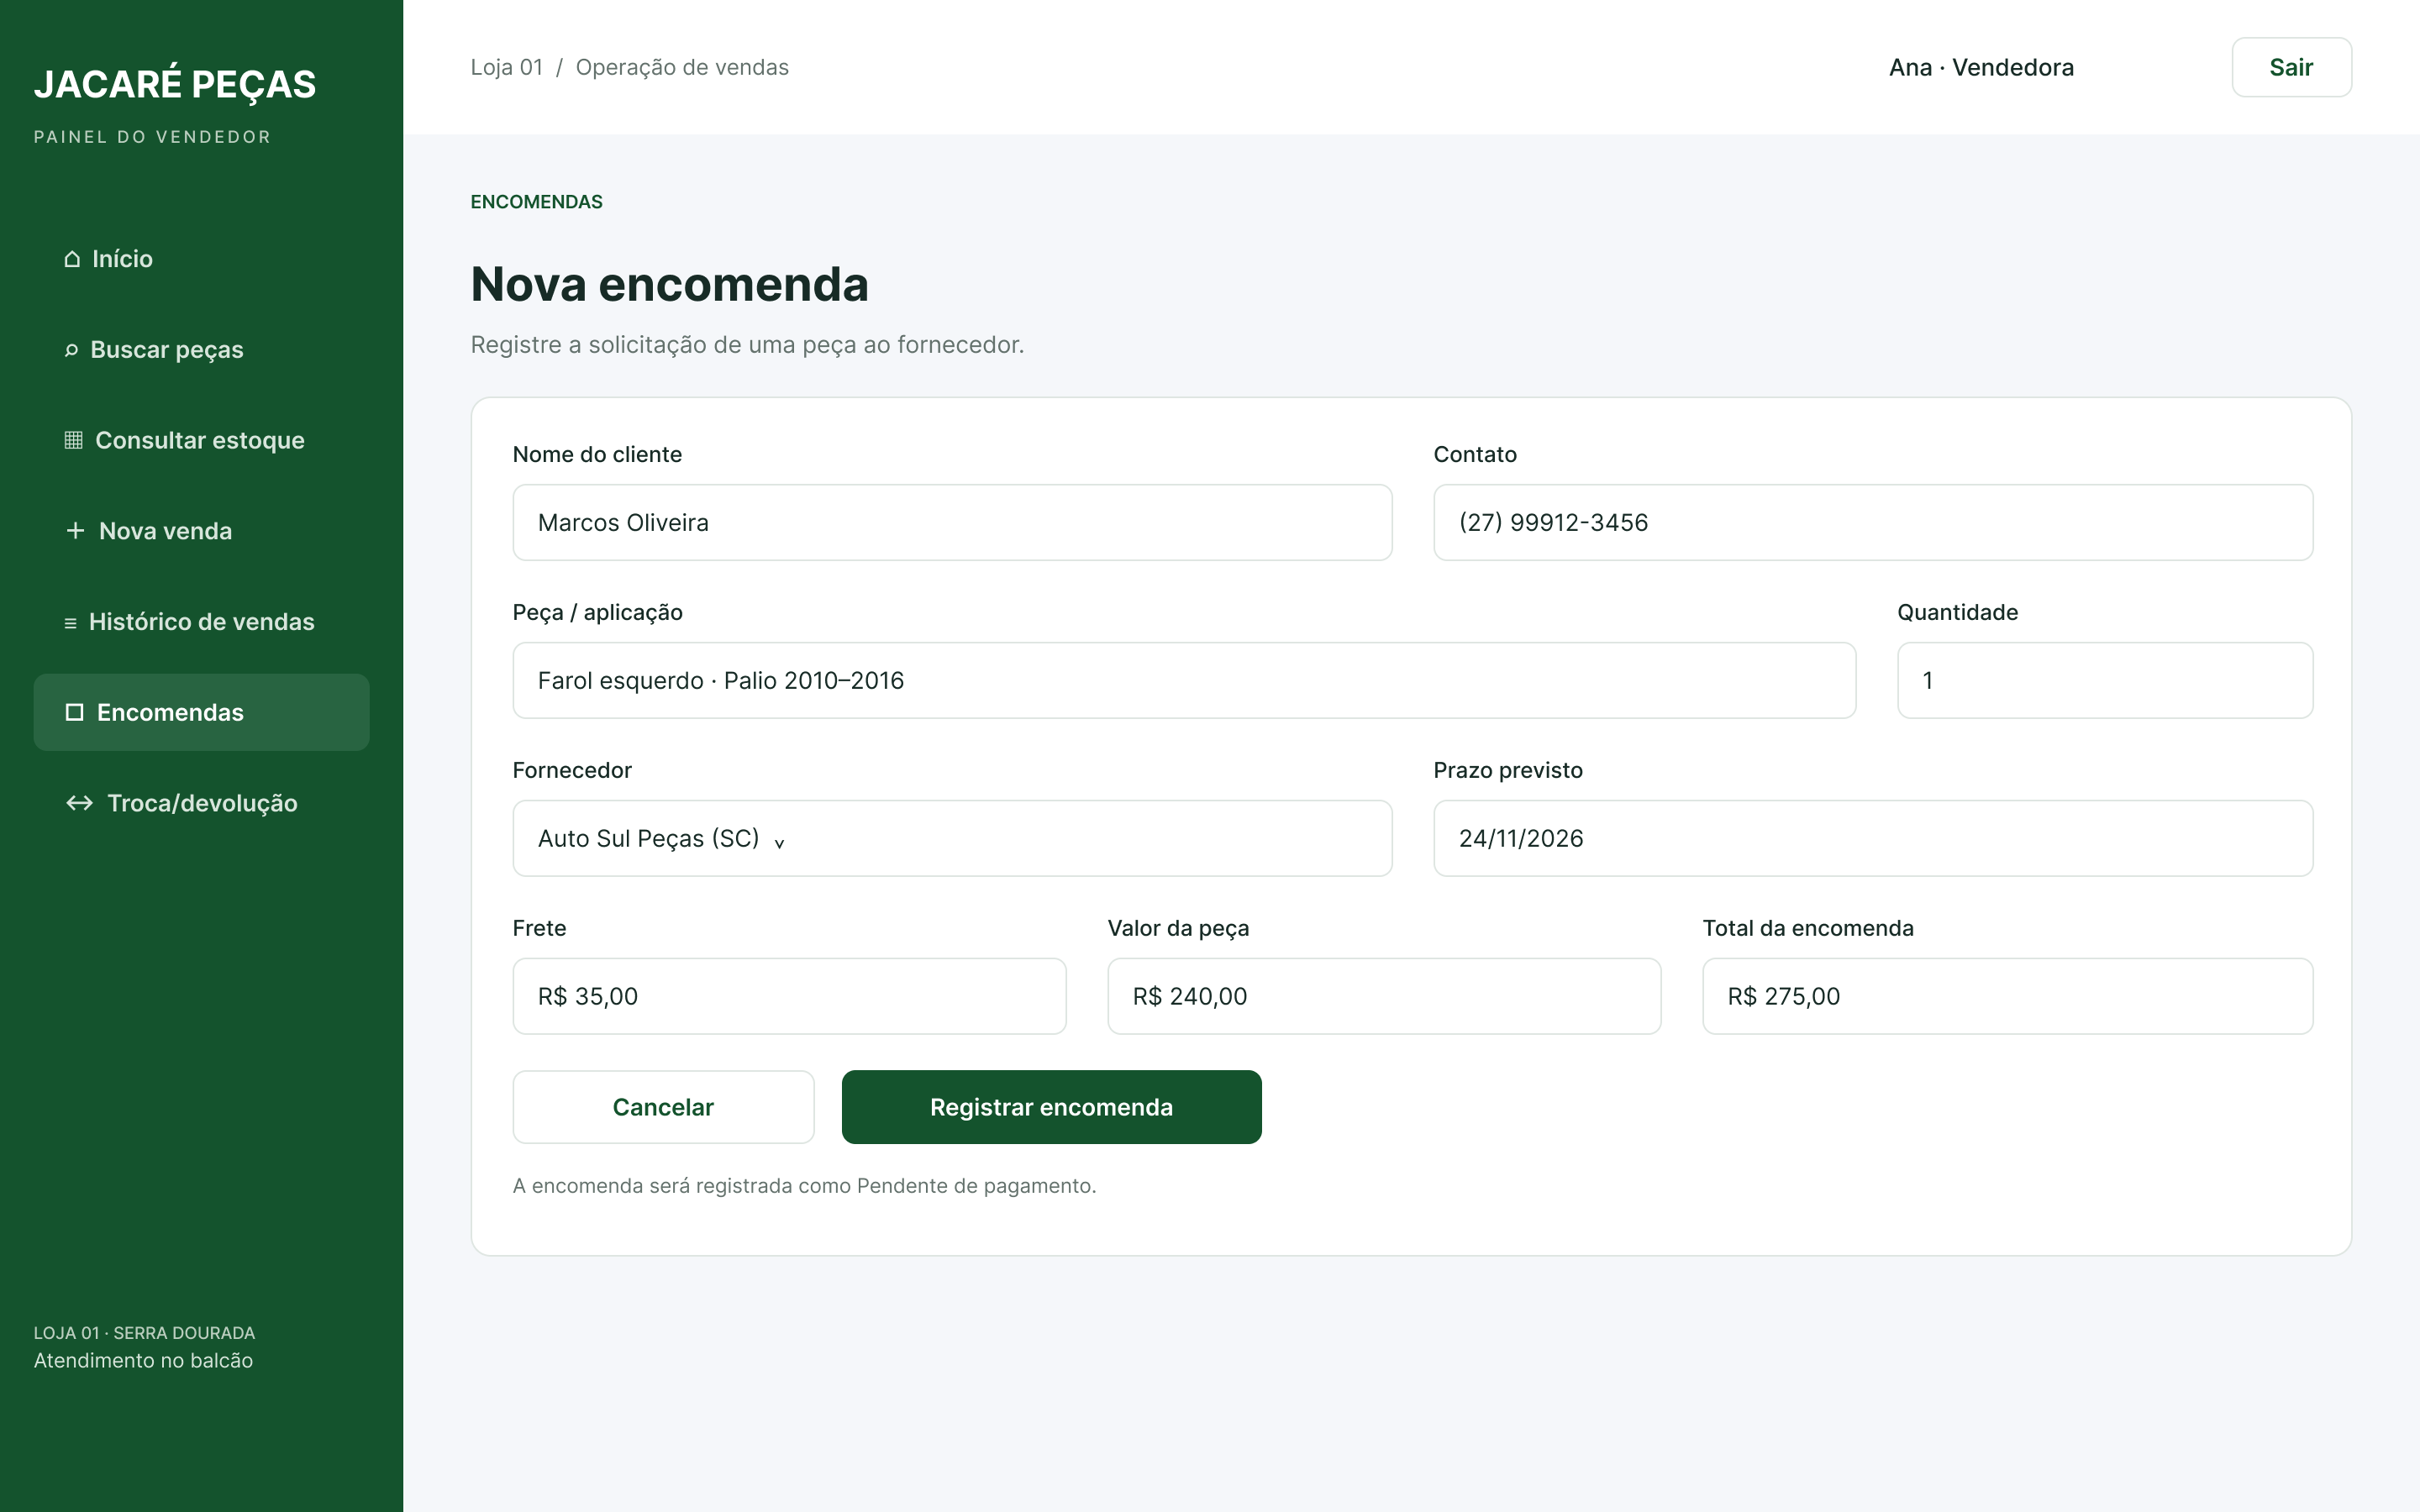 JACARÉ PEÇAS
PAINEL DO VENDEDOR
Início
Buscar peças
Consultar estoque
Nova venda
Histórico de vendas
Encomendas
Troca/devolução
LOJA 01 · SERRA DOURADA
Atendimento no balcão
Loja 01 / Operação de vendas
Ana · Vendedora
Sair
ENCOMENDAS
Nova encomenda
Registre a solicitação de uma peça ao fornecedor.
Nome do cliente
Marcos Oliveira
Contato
(27) 99912-3456
Peça / aplicação
Farol esquerdo · Palio 2010–2016
Quantidade
1
Fornecedor
Auto Sul Peças (SC)
Prazo previsto
24/11/2026
Frete
R$ 35,00
Valor da peça
R$ 240,00
Total da encomenda
R$ 275,00
Cancelar
Registrar encomenda
A encomenda será registrada como Pendente de pagamento.